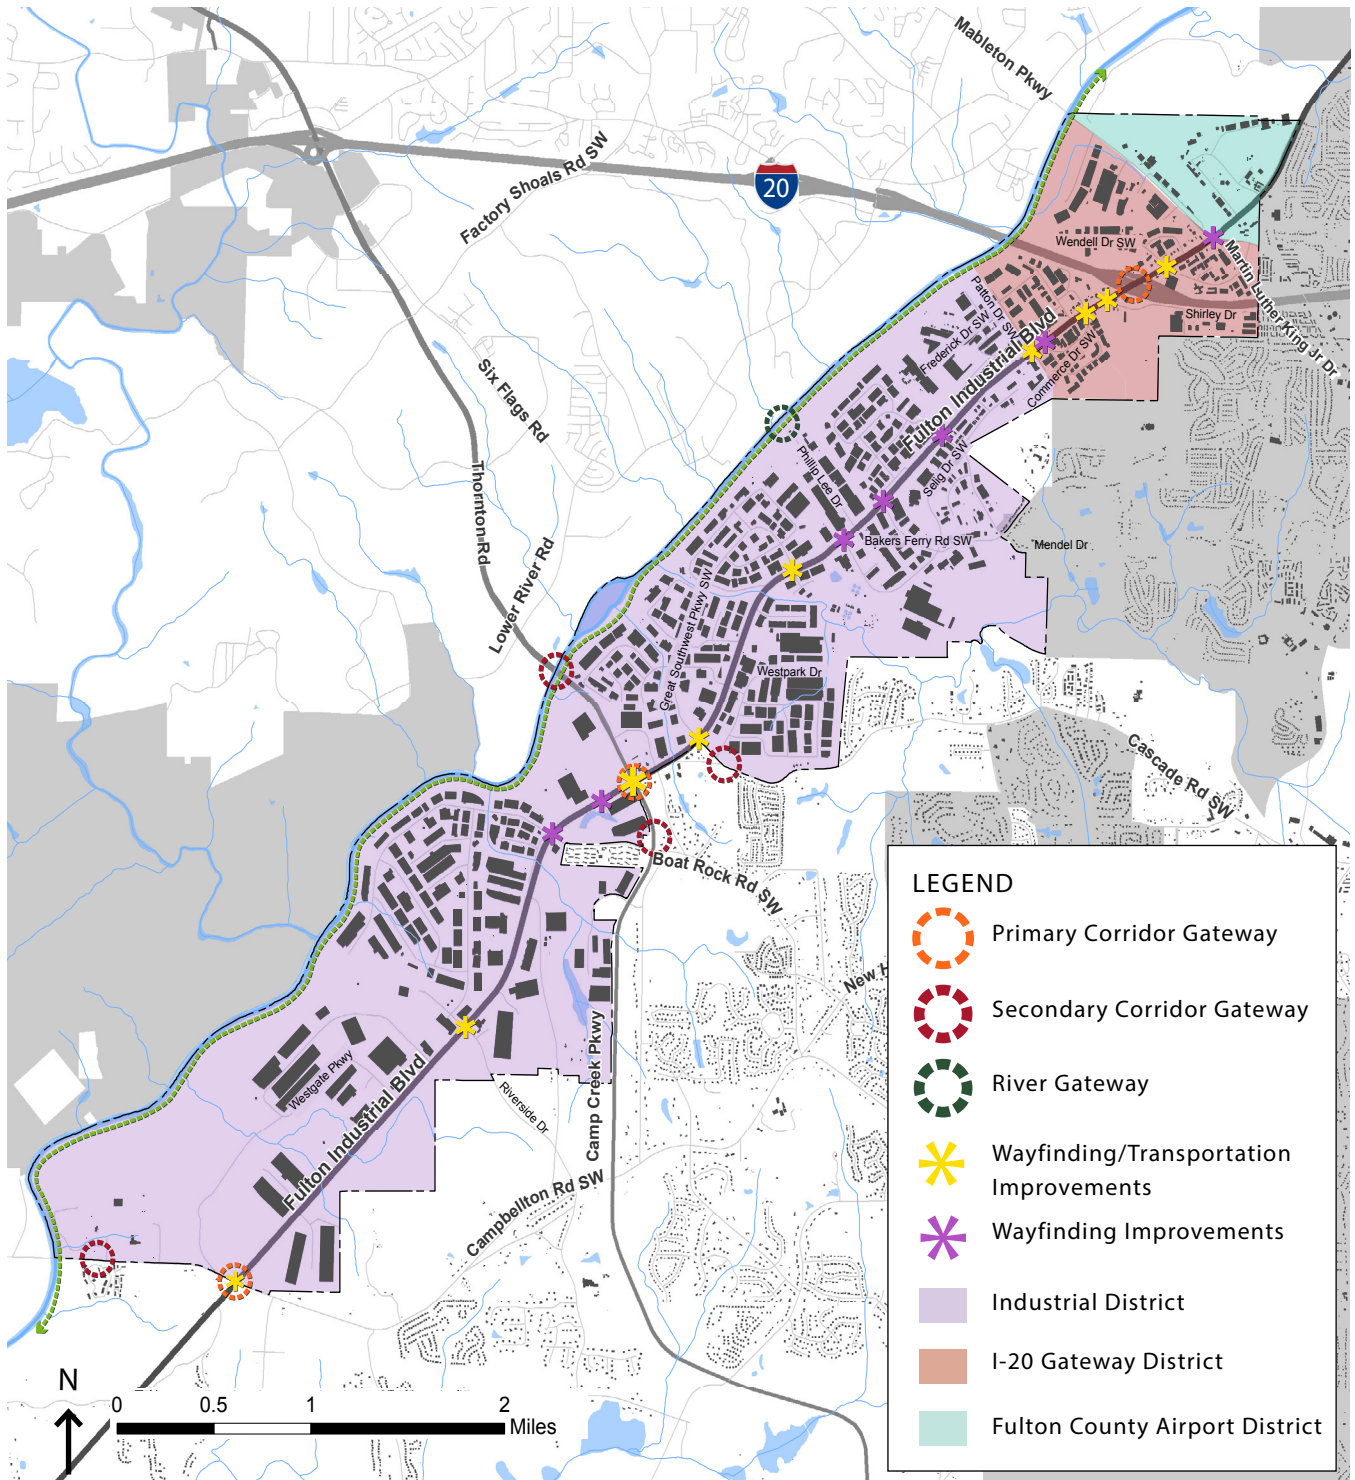 Mableton Pkwy
Factory Shoals Rd SW
20
Wendell Dr SW
Martin Luther King Jr Dr
Patton Dr SW
Shirley Dr
Frederick Dr SW
Fulton Industrial Blvd
Commerce Dr SW
Six Flags Rd
Thornton Rd
Phillip Lee Dr
Selig Dr SW
Bakers Ferry Rd SW
Mendel Dr
Lower River Rd
Great Southwest Pkwy SW
Westpark Dr
Cascade Rd SW
Boat Rock Rd SW
New H
Westgate Pkwy
Fulton Industrial Blvd
Riverside Dr
Camp Creek Pkwy
Campbellton Rd SW
LEGEND
Primary Corridor Gateway
Secondary Corridor Gateway
River Gateway
Wayfinding/Transportation
Improvements
Wayfinding Improvements
Industrial District
I-20 Gateway District
Fulton County Airport District
N
0 0.5 1 2
Miles